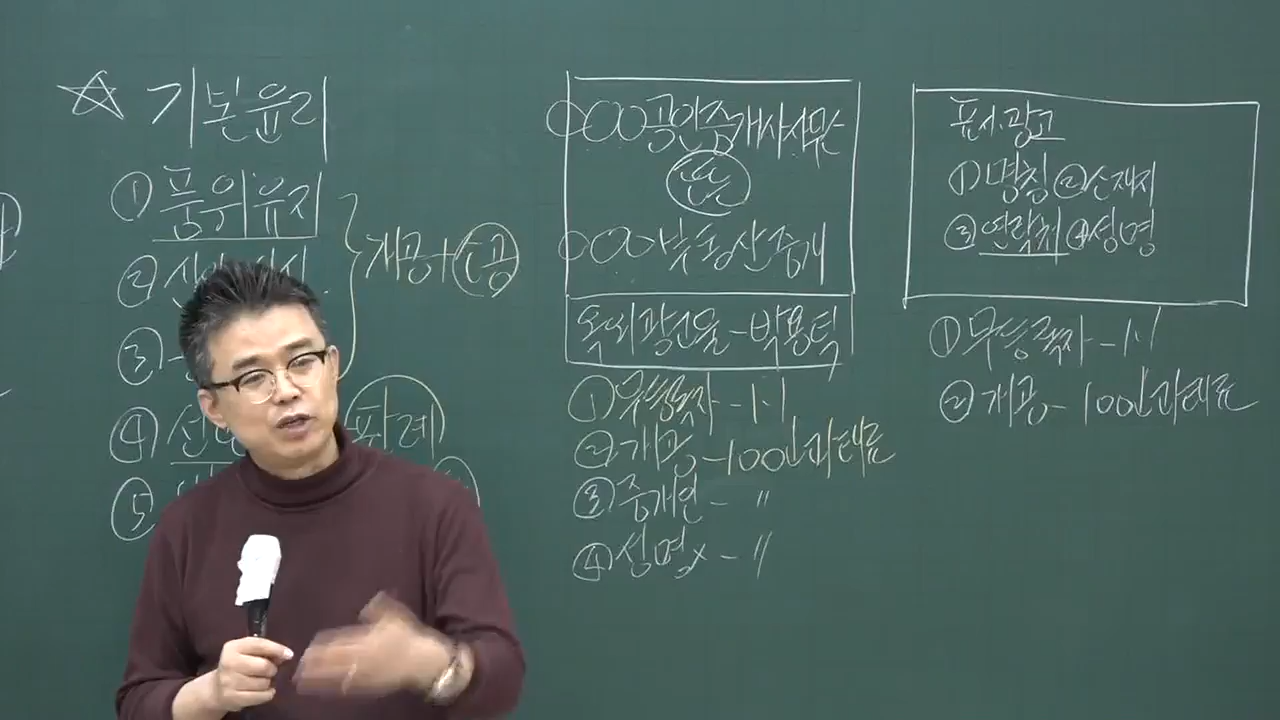 ☆ 기본윤리
① 품위유지
②
③
④ 선
⑤
개공+소공
판례
○○○공인중개사사무소
또는
○○○부동산중개
옥외광고물-박용덕
① 무등록자-1-1
② 개공-100만과태료
③ 중개인- 〃
④ 성명x- 〃
표시.광고
① 명칭 ② 소재지
③ 연락처 ④ 성명
① 무등록자-1-1
② 개공-100만과태료